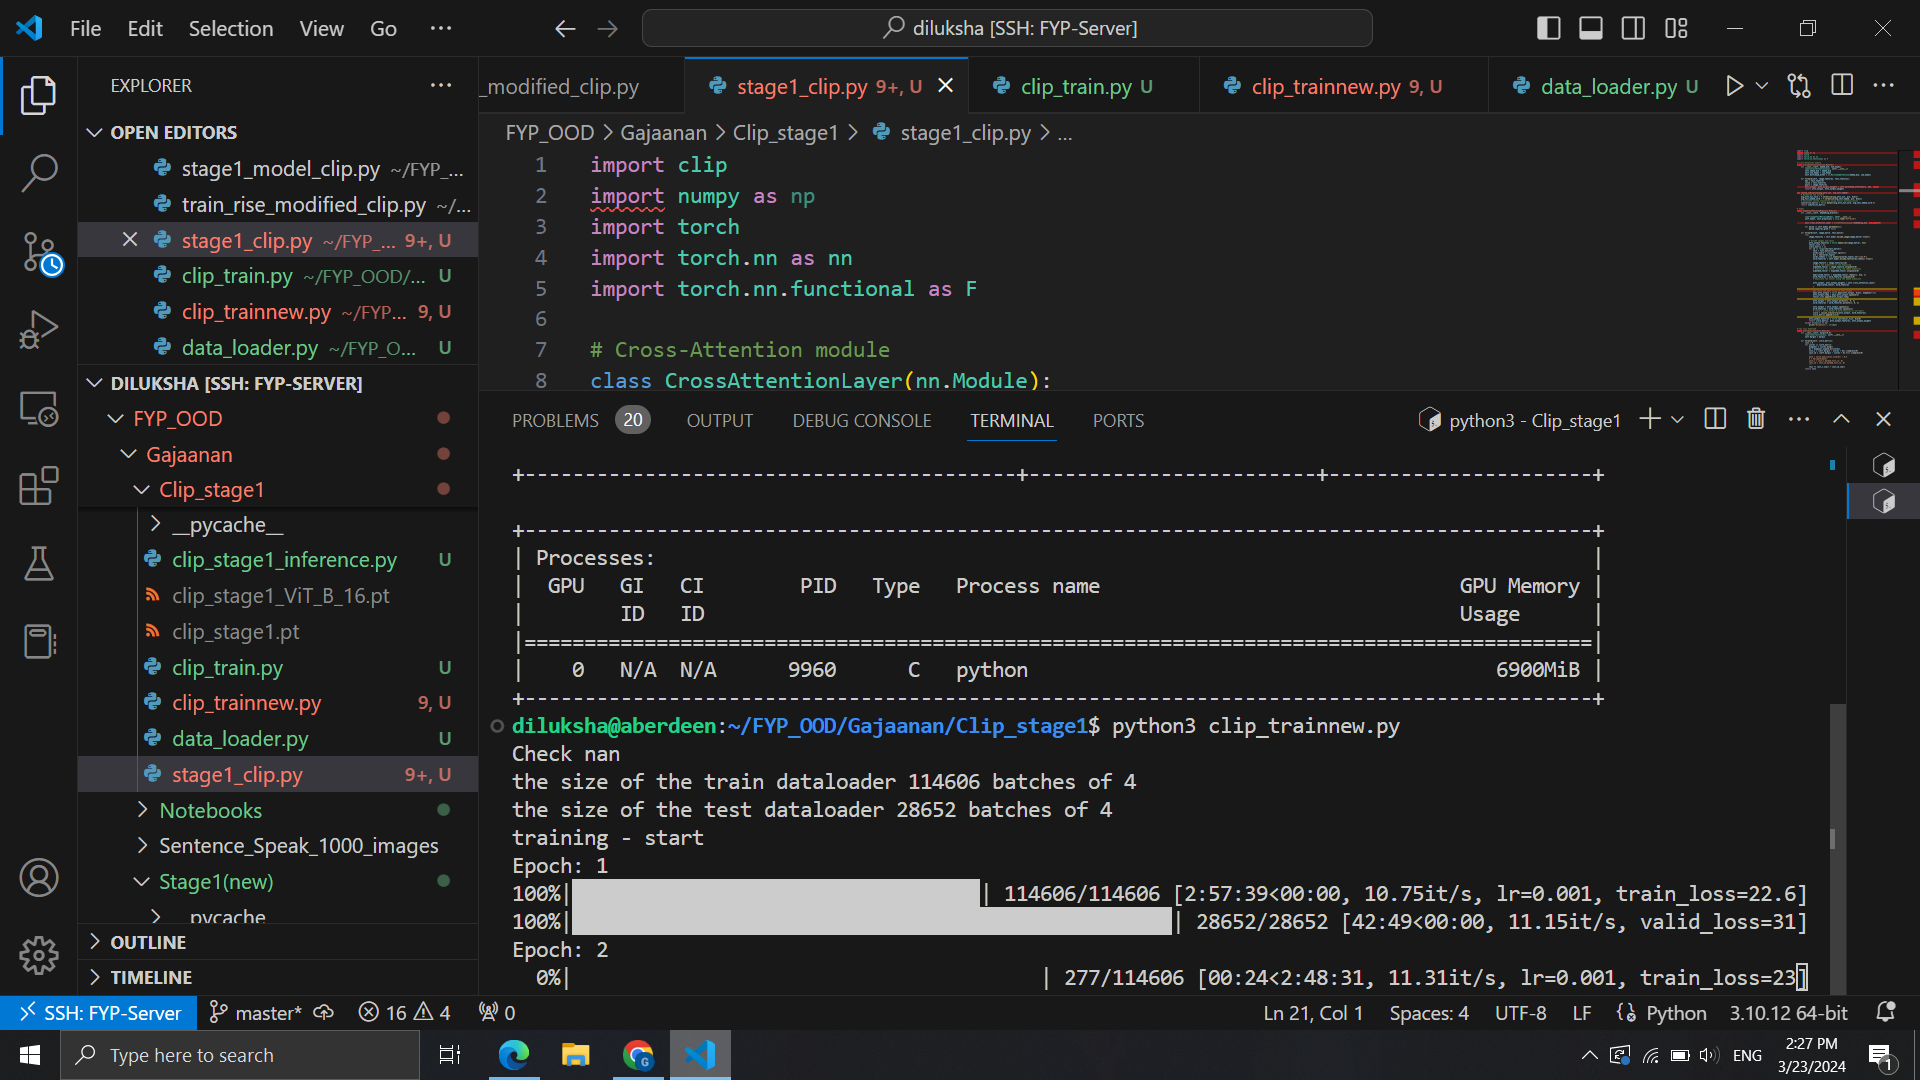 File Edit Selection View Go ···
diluksha [SSH: FYP-Server]
EXPLORER ···
OPEN EDITORS
stage1_model_clip.py ~/FYP_...
train_rise_modified_clip.py ~/...
stage1_clip.py ~/FYP_... 9+, U
clip_train.py ~/FYP_OOD/... U
clip_trainnew.py ~/FYP... 9, U
data_loader.py ~/FYP_O... U
DILUKSHA [SSH: FYP-SERVER]
FYP_OOD
Gajaanan
Clip_stage1
__pycache__
clip_stage1_inference.py U
clip_stage1_ViT_B_16.pt
clip_stage1.pt
clip_train.py U
clip_trainnew.py 9, U
data_loader.py U
stage1_clip.py 9+, U
Notebooks
Sentence_Speak_1000_images
Stage1(new)
__pycache__
OUTLINE
TIMELINE
_modified_clip.py stage1_clip.py 9+, U clip_train.py U clip_trainnew.py 9, U data_loader.py U
FYP_OOD > Gajaanan > Clip_stage1 > stage1_clip.py > ...
1 import clip
2 import numpy as np
3 import torch
4 import torch.nn as nn
5 import torch.nn.functional as F
6
7 # Cross-Attention module
8 class CrossAttentionLayer(nn.Module):
PROBLEMS 20 OUTPUT DEBUG CONSOLE TERMINAL PORTS python3 - Clip_stage1
+-----------------------------------------+------------------------+----------------------+
+-----------------------------------------------------------------------------------------+
| Processes: |
| GPU GI CI PID Type Process name GPU Memory |
| ID ID Usage |
|=========================================================================================|
| 0 N/A N/A 9960 C python 6900MiB |
+-----------------------------------------------------------------------------------------+
diluksha@aberdeen:~/FYP_OOD/Gajaanan/Clip_stage1$ python3 clip_trainnew.py
Check nan
the size of the train dataloader 114606 batches of 4
the size of the test dataloader 28652 batches of 4
training - start
Epoch: 1
100%| | 114606/114606 [2:57:39<00:00, 10.75it/s, lr=0.001, train_loss=22.6]
100%| | 28652/28652 [42:49<00:00, 11.15it/s, valid_loss=31]
Epoch: 2
0%| | 277/114606 [00:24<2:48:31, 11.31it/s, lr=0.001, train_loss=23]
SSH: FYP-Server master* 16 4 0 Ln 21, Col 1 Spaces: 4 UTF-8 LF Python 3.10.12 64-bit
Type here to search
ENG
2:27 PM
3/23/2024
1